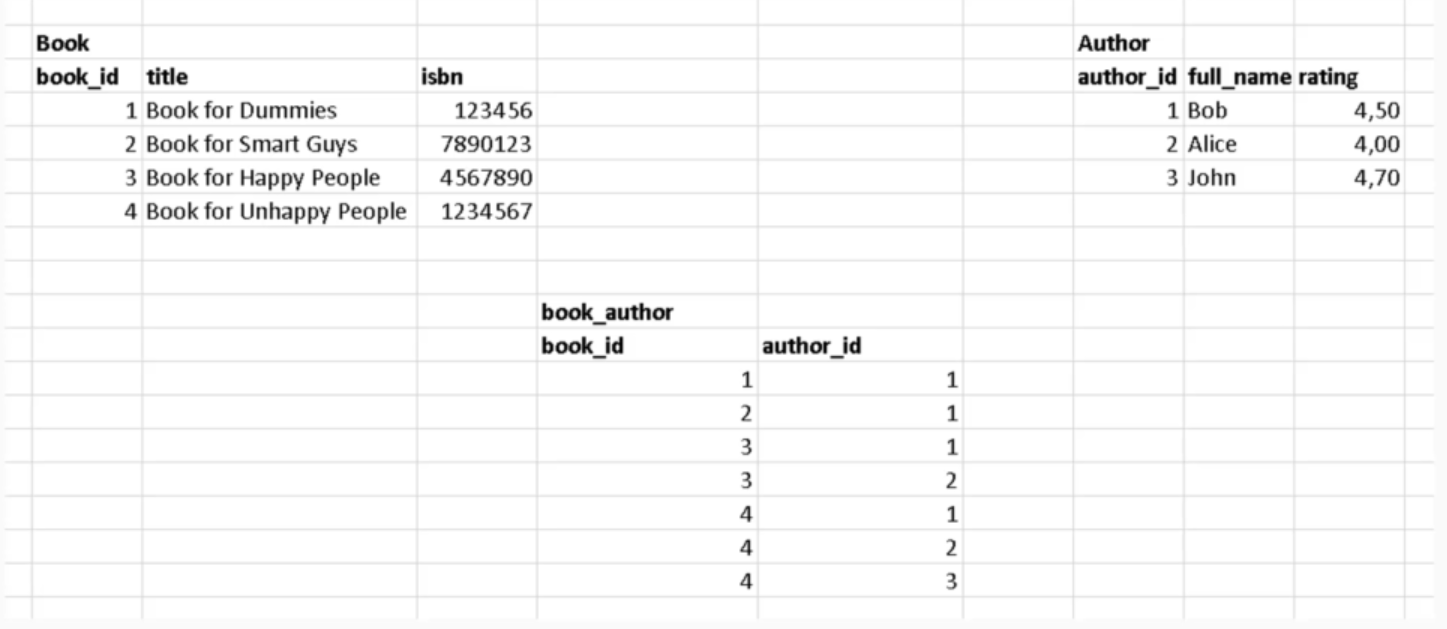 Book
book_id title isbn
1 Book for Dummies 123456
2 Book for Smart Guys 7890123
3 Book for Happy People 4567890
4 Book for Unhappy People 1234567
Author
author_id full_name rating
1 Bob 4,50
2 Alice 4,00
3 John 4,70
book_author
book_id author_id
1 1
2 1
3 1
3 2
4 1
4 2
4 3